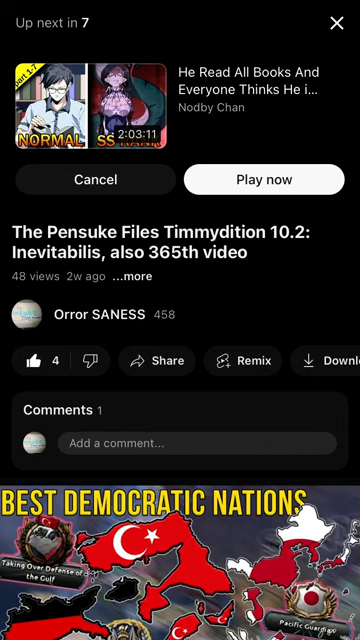 Up next in 7
part 1-7
NORMAL
2:03:11
He Read All Books And
Everyone Thinks He i...
Nodby Chan
Cancel
Play now
The Pensuke Files Timmydition 10.2:
Inevitabilis, also 365th video
48 views 2w ago ...more
Orror SANESS 458
4
Share
Remix
Downl
Comments 1
Add a comment...
BEST DEMOCRATIC NATIONS
Taking Over Defense of
the Gulf
Pacific Guardian